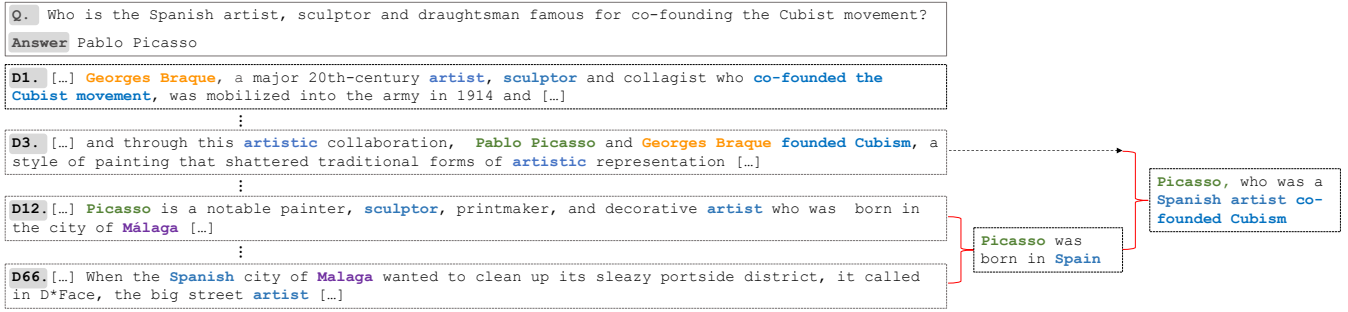 Q. Who is the Spanish artist, sculptor and draughtsman famous for co-founding the Cubist movement?
Answer Pablo Picasso
D1. […] Georges Braque, a major 20th-century artist, sculptor and collagist who co-founded the
Cubist movement, was mobilized into the army in 1914 and […]
⋮
D3. […] and through this artistic collaboration, Pablo Picasso and Georges Braque founded Cubism, a
style of painting that shattered traditional forms of artistic representation […]
⋮
D12. […] Picasso is a notable painter, sculptor, printmaker, and decorative artist who was born in
the city of Málaga […]
⋮
D66. […] When the Spanish city of Malaga wanted to clean up its sleazy portside district, it called
in D*Face, the big street artist […]
Picasso was
born in Spain
Picasso, who was a
Spanish artist co-
founded Cubism